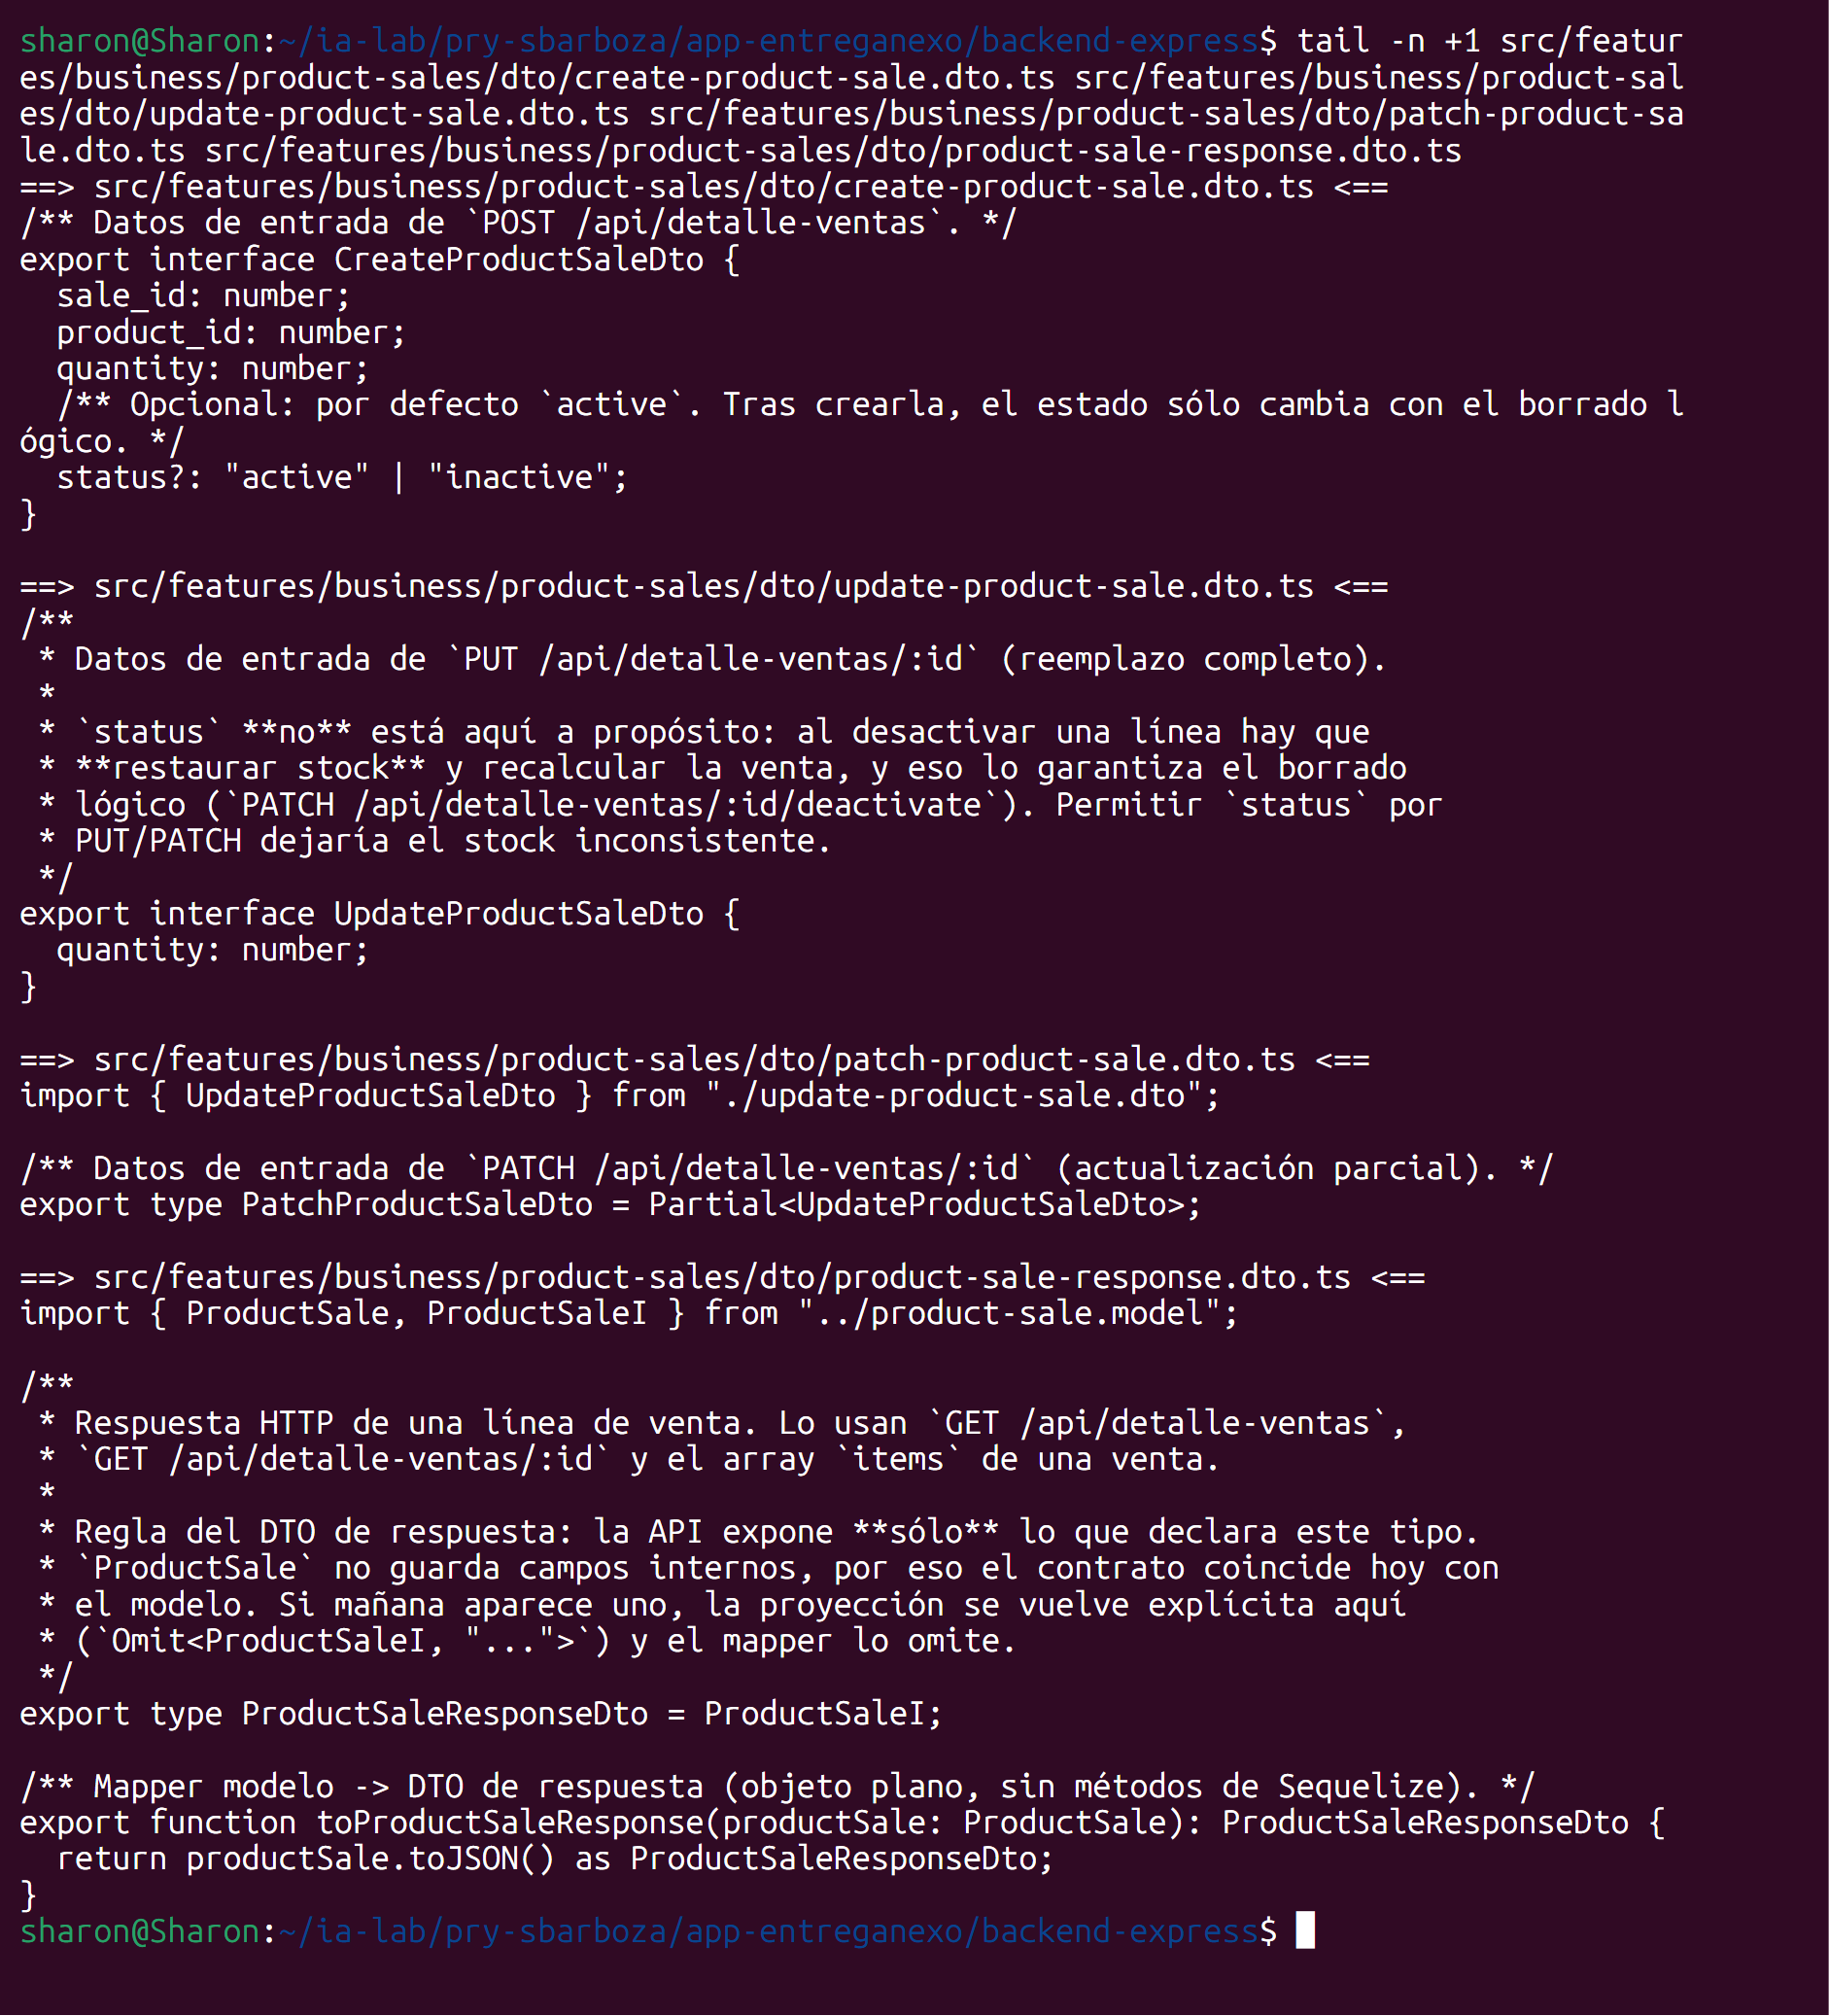 sharon@Sharon:~/ia-lab/pry-sbarboza/app-entreganexo/backend-express$ tail -n +1 src/featur
es/business/product-sales/dto/create-product-sale.dto.ts src/features/business/product-sal
es/dto/update-product-sale.dto.ts src/features/business/product-sales/dto/patch-product-sa
le.dto.ts src/features/business/product-sales/dto/product-sale-response.dto.ts
==> src/features/business/product-sales/dto/create-product-sale.dto.ts <==
/** Datos de entrada de `POST /api/detalle-ventas`. */
export interface CreateProductSaleDto {
  sale_id: number;
  product_id: number;
  quantity: number;
  /** Opcional: por defecto `active`. Tras crearla, el estado sólo cambia con el borrado l
ógico. */
  status?: "active" | "inactive";
}

==> src/features/business/product-sales/dto/update-product-sale.dto.ts <==
/**
 * Datos de entrada de `PUT /api/detalle-ventas/:id` (reemplazo completo).
 *
 * `status` **no** está aquí a propósito: al desactivar una línea hay que
 * **restaurar stock** y recalcular la venta, y eso lo garantiza el borrado
 * lógico (`PATCH /api/detalle-ventas/:id/deactivate`). Permitir `status` por
 * PUT/PATCH dejaría el stock inconsistente.
 */
export interface UpdateProductSaleDto {
  quantity: number;
}

==> src/features/business/product-sales/dto/patch-product-sale.dto.ts <==
import { UpdateProductSaleDto } from "./update-product-sale.dto";

/** Datos de entrada de `PATCH /api/detalle-ventas/:id` (actualización parcial). */
export type PatchProductSaleDto = Partial<UpdateProductSaleDto>;

==> src/features/business/product-sales/dto/product-sale-response.dto.ts <==
import { ProductSale, ProductSaleI } from "../product-sale.model";

/**
 * Respuesta HTTP de una línea de venta. Lo usan `GET /api/detalle-ventas`,
 * `GET /api/detalle-ventas/:id` y el array `items` de una venta.
 *
 * Regla del DTO de respuesta: la API expone **sólo** lo que declara este tipo.
 * `ProductSale` no guarda campos internos, por eso el contrato coincide hoy con
 * el modelo. Si mañana aparece uno, la proyección se vuelve explícita aquí
 * (`Omit<ProductSaleI, "...">`) y el mapper lo omite.
 */
export type ProductSaleResponseDto = ProductSaleI;

/** Mapper modelo -> DTO de respuesta (objeto plano, sin métodos de Sequelize). */
export function toProductSaleResponse(productSale: ProductSale): ProductSaleResponseDto {
  return productSale.toJSON() as ProductSaleResponseDto;
}
sharon@Sharon:~/ia-lab/pry-sbarboza/app-entreganexo/backend-express$